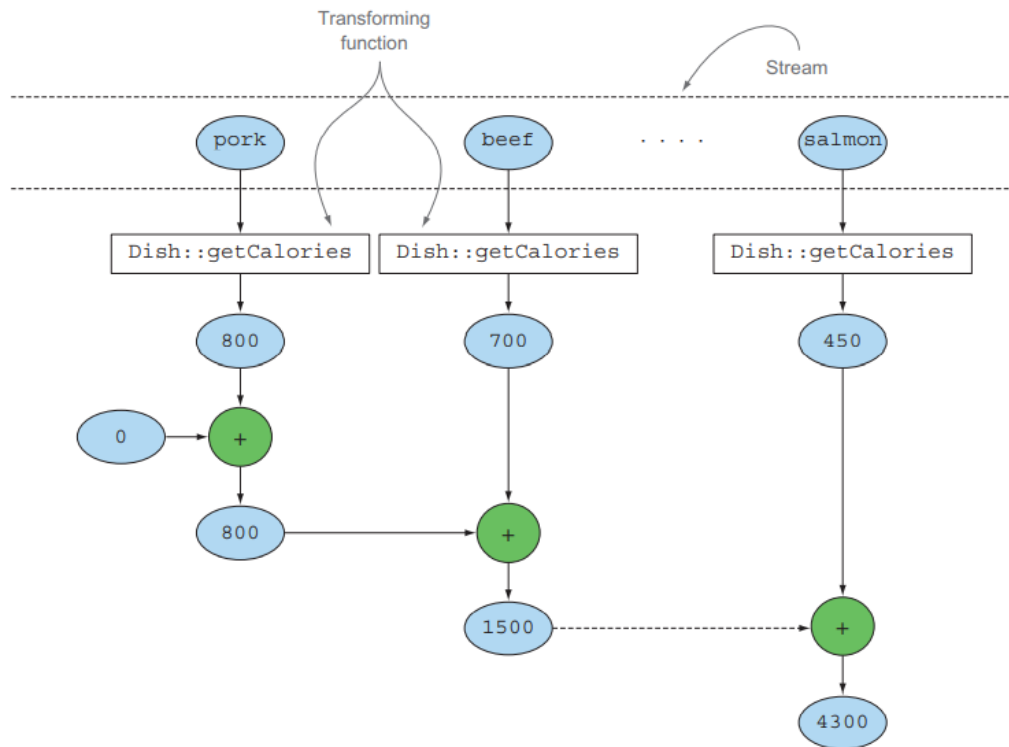 Transforming
function
Stream
pork
beef
. . . .
salmon
Dish::getCalories
Dish::getCalories
Dish::getCalories
800
700
450
0
+
800
+
1500
+
4300